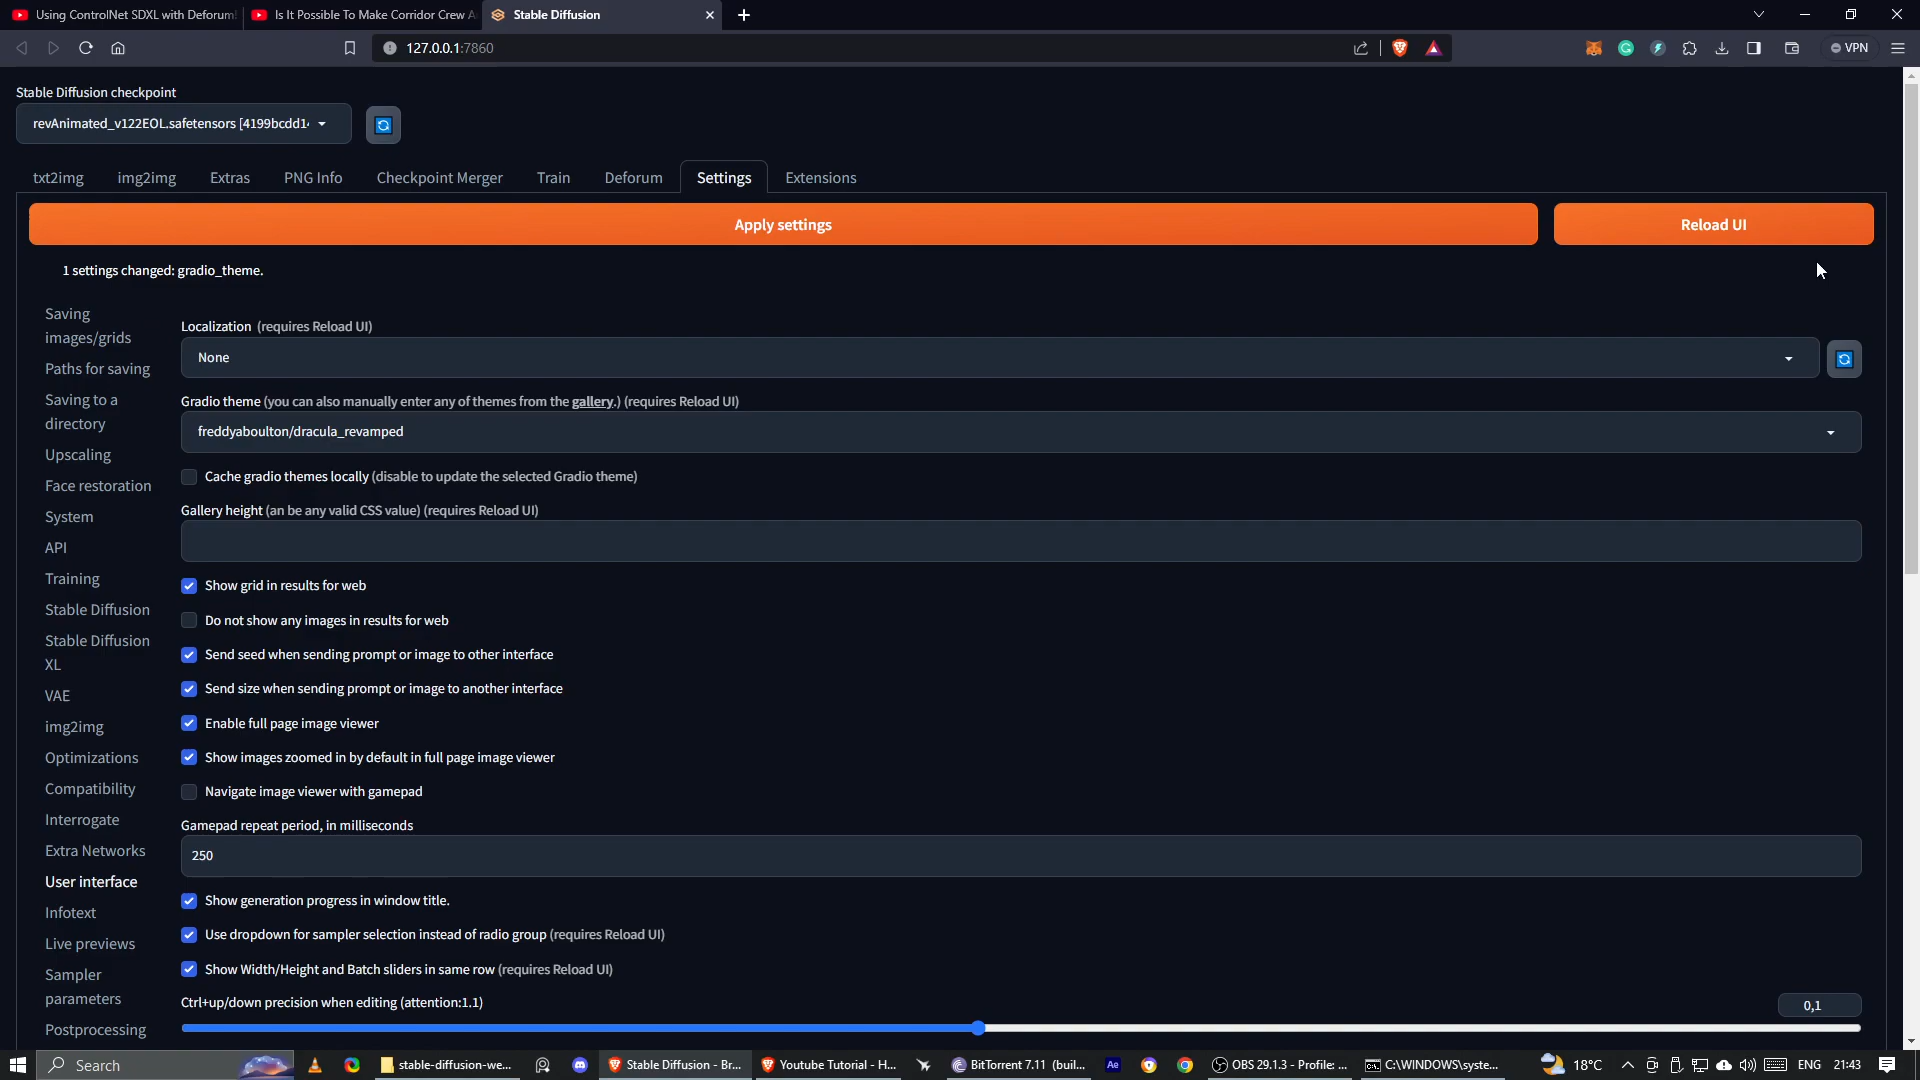 Using ControlNet SDXL with Deforum!
Is It Possible To Make Corridor Crew A
Stable Diffusion
127.0.0.1:7860
VPN
Stable Diffusion checkpoint
revAnimated_v122EOL.safetensors [4199bcdd14
txt2img
img2img
Extras
PNG Info
Checkpoint Merger
Train
Deforum
Settings
Extensions
Apply settings
Reload UI
1 settings changed: gradio_theme.
Saving
images/grids
Paths for saving
Saving to a
directory
Upscaling
Face restoration
System
API
Training
Stable Diffusion
Stable Diffusion
XL
VAE
img2img
Optimizations
Compatibility
Interrogate
Extra Networks
User interface
Infotext
Live previews
Sampler
parameters
Postprocessing
Localization (requires Reload UI)
None
Gradio theme (you can also manually enter any of themes from the gallery.) (requires Reload UI)
freddyaboulton/dracula_revamped
Cache gradio themes locally (disable to update the selected Gradio theme)
Gallery height (an be any valid CSS value) (requires Reload UI)
Show grid in results for web
Do not show any images in results for web
Send seed when sending prompt or image to other interface
Send size when sending prompt or image to another interface
Enable full page image viewer
Show images zoomed in by default in full page image viewer
Navigate image viewer with gamepad
Gamepad repeat period, in milliseconds
250
Show generation progress in window title.
Use dropdown for sampler selection instead of radio group (requires Reload UI)
Show Width/Height and Batch sliders in same row (requires Reload UI)
Ctrl+up/down precision when editing (attention:1.1)
0,1
Search
stable-diffusion-we...
Stable Diffusion - Br...
Youtube Tutorial - H...
BitTorrent 7.11 (buil...
Ae
OBS 29.1.3 - Profile: ...
C:\WINDOWS\syste...
18°C
ENG
21:43